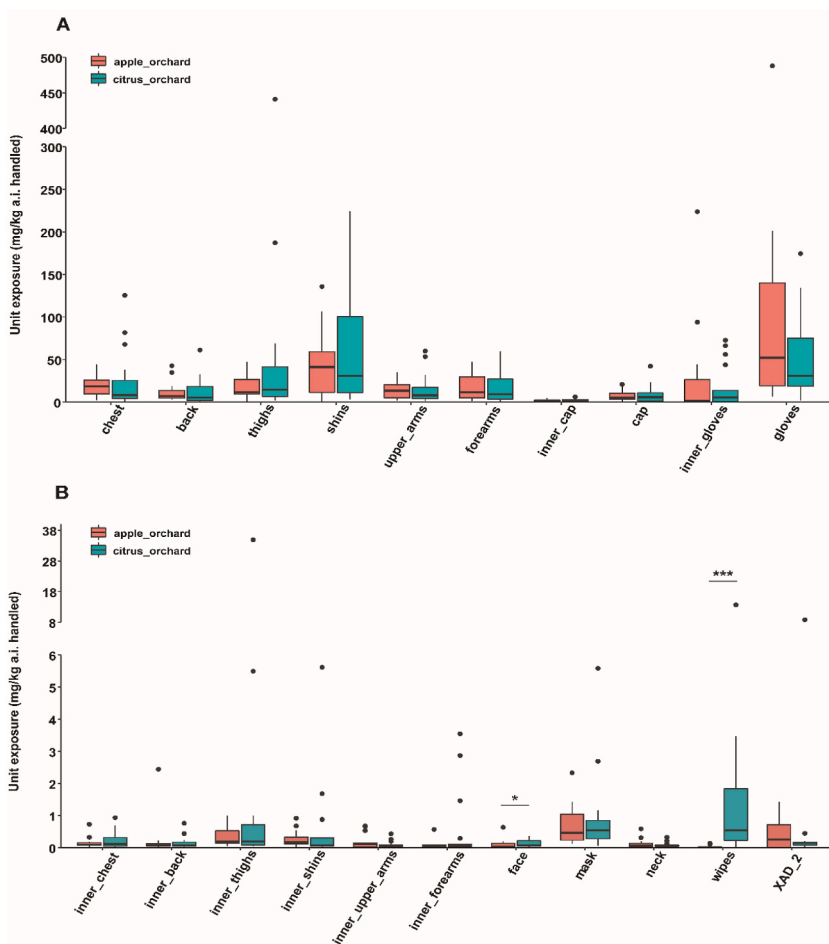 A
apple_orchard
citrus_orchard
Unit exposure (mg/kg a.i. handled)
500
450
400
300
250
200
150
100
50
0
chest
back
thighs
shins
upper_arms
forearms
inner_cap
cap
inner_gloves
gloves
B
apple_orchard
citrus_orchard
Unit exposure (mg/kg a.i. handled)
38
28
18
8
6
5
4
3
2
1
0
*
***
inner_chest
inner_back
inner_thighs
inner_shins
inner_upper_arms
inner_forearms
face
mask
neck
wipes
XAD_2